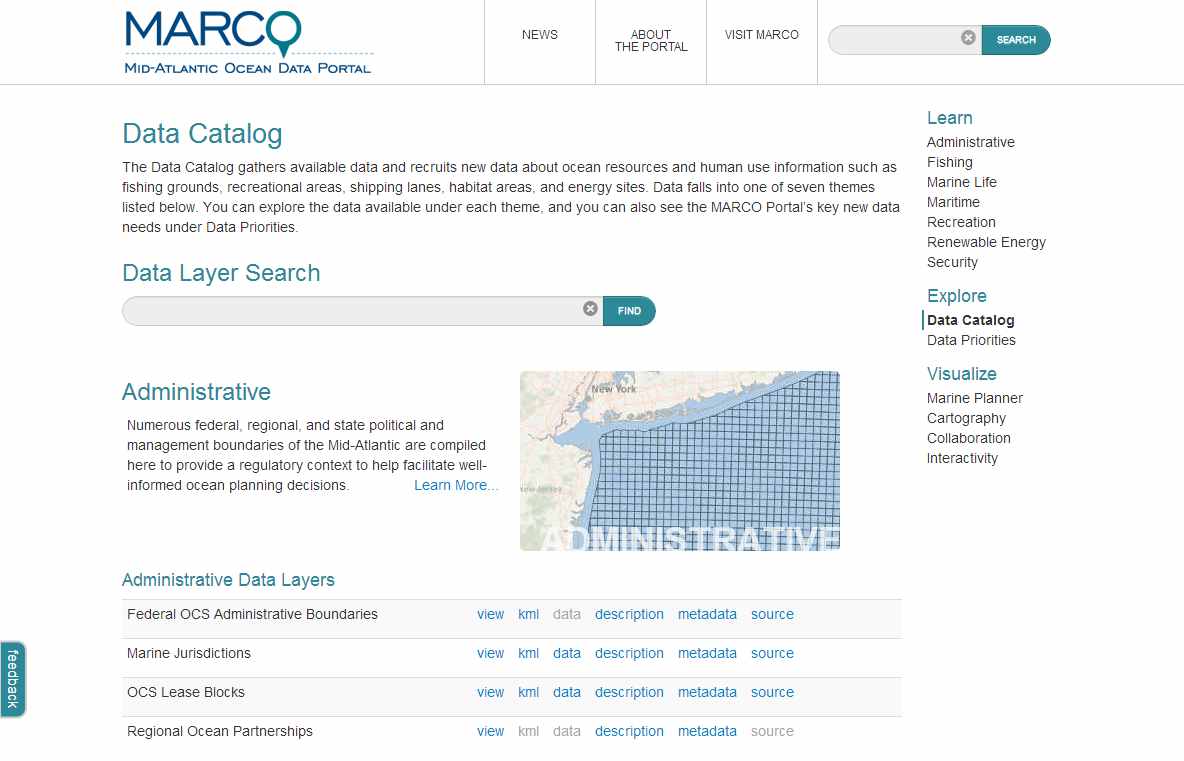 MARCO
MID-ATLANTIC OCEAN DATA PORTAL
NEWS
ABOUT
THE PORTAL
VISIT MARCO
SEARCH
Data Catalog
The Data Catalog gathers available data and recruits new data about ocean resources and human use information such as
fishing grounds, recreational areas, shipping lanes, habitat areas, and energy sites. Data falls into one of seven themes
listed below. You can explore the data available under each theme, and you can also see the MARCO Portal's key new data
needs under Data Priorities.
Data Layer Search
FIND
Administrative
Numerous federal, regional, and state political and
management boundaries of the Mid-Atlantic are compiled
here to provide a regulatory context to help facilitate well-
informed ocean planning decisions. Learn More...
New York
New Jersey
ADMINISTRATIVE
Administrative Data Layers
Federal OCS Administrative Boundaries view kml data description metadata source
Marine Jurisdictions view kml data description metadata source
OCS Lease Blocks view kml data description metadata source
Regional Ocean Partnerships view kml data description metadata source
Learn
Administrative
Fishing
Marine Life
Maritime
Recreation
Renewable Energy
Security
Explore
Data Catalog
Data Priorities
Visualize
Marine Planner
Cartography
Collaboration
Interactivity
feedback